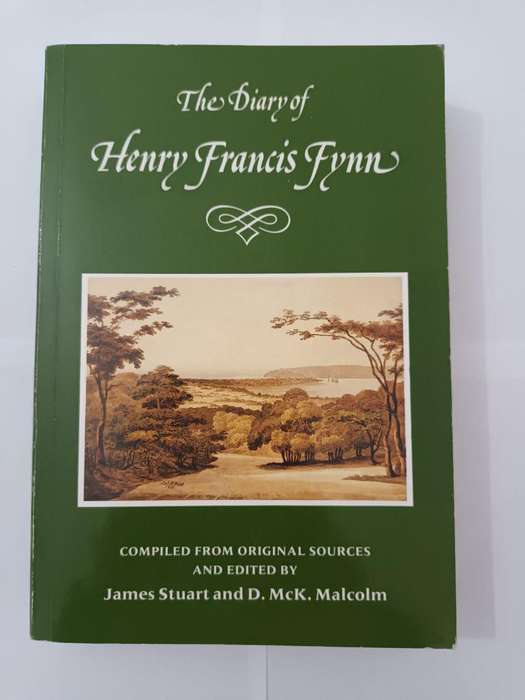 The Diary of
Henry Francis Fynn
COMPILED FROM ORIGINAL SOURCES
AND EDITED BY
James Stuart and D. McK. Malcolm